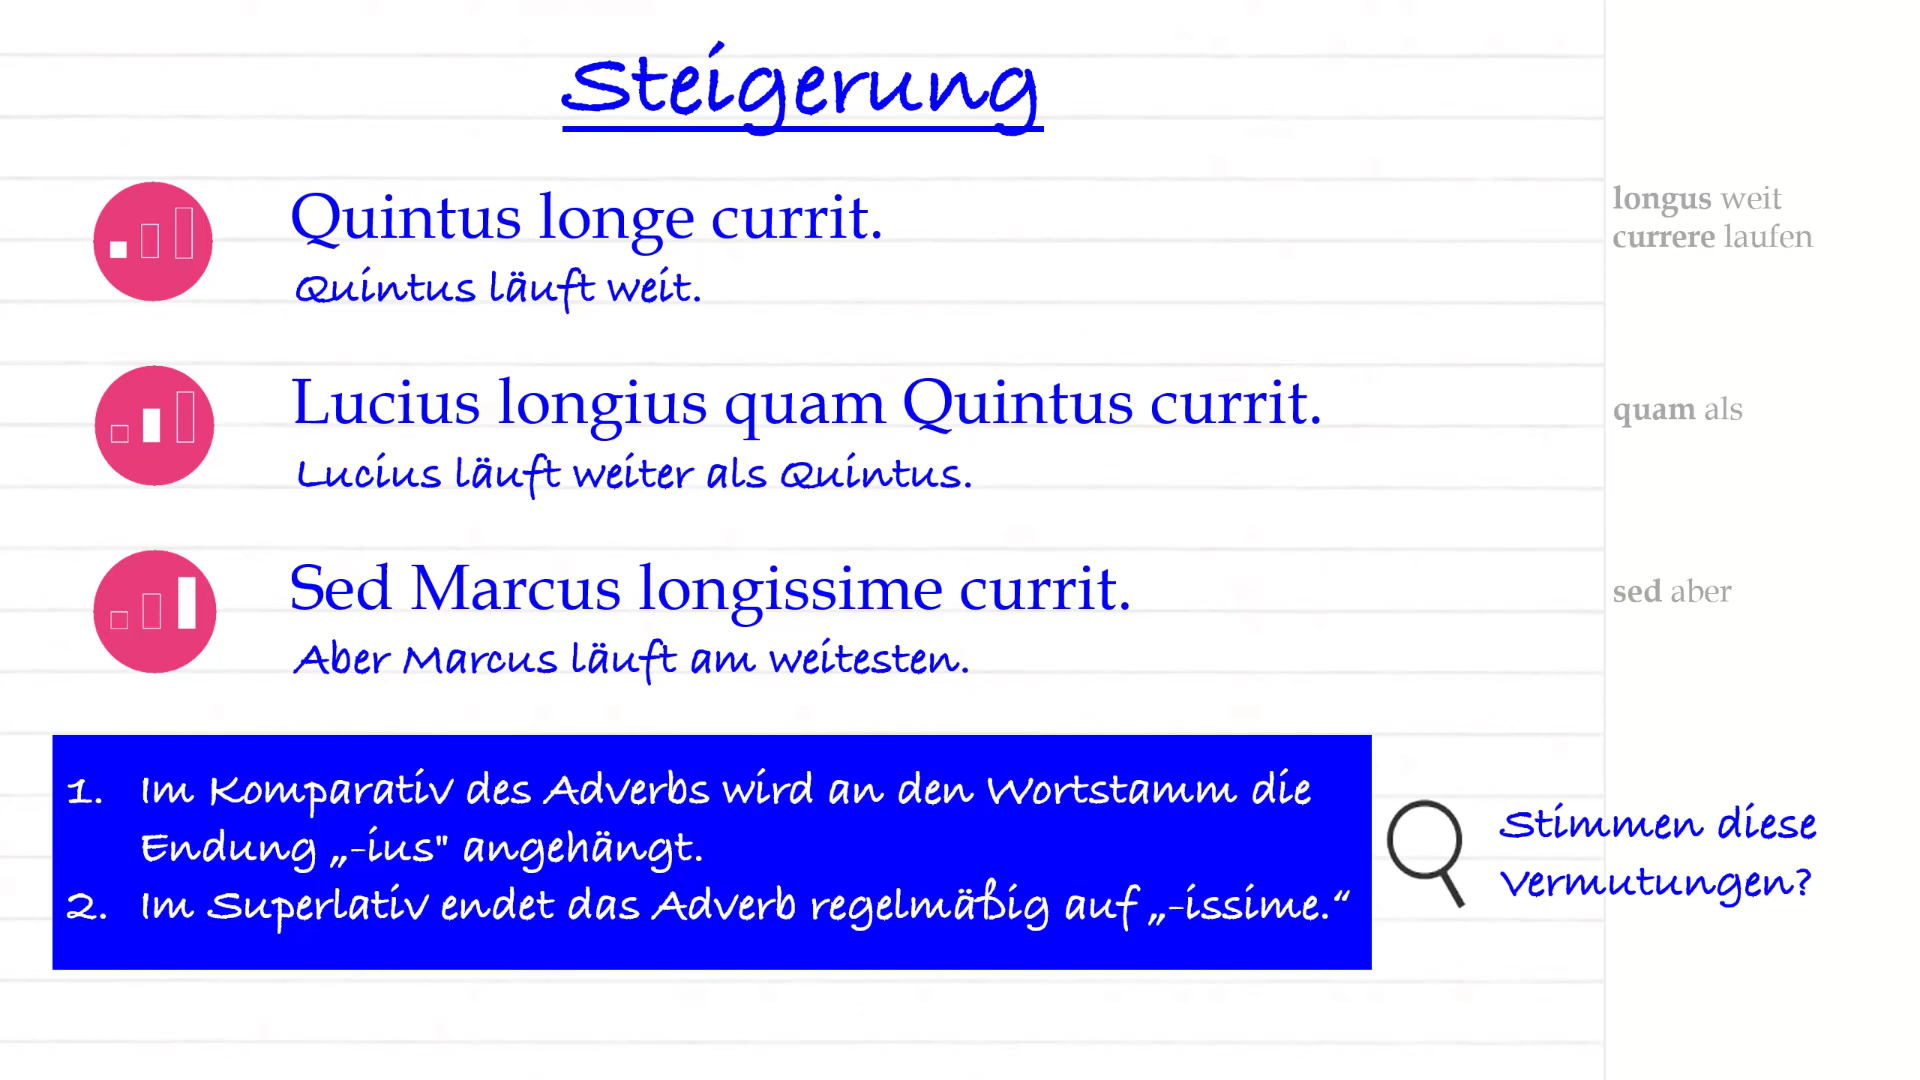 Steigerung
Quintus longe currit.
Quintus läuft weit.
longus weit
currere laufen
Lucius longius quam Quintus currit.
Lucius läuft weiter als Quintus.
quam als
Sed Marcus longissime currit.
Aber Marcus läuft am weitesten.
sed aber
1. Im Komparativ des Adverbs wird an den Wortstamm die
Endung „-ius" angehängt.
2. Im Superlativ endet das Adverb regelmäßig auf „-issime.“
Stimmen diese
Vermutungen?